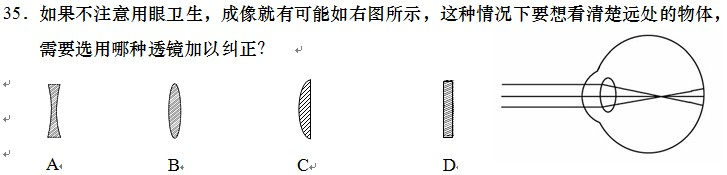 35．如果不注意用眼卫生，成像就有可能如右图所示，这种情况下要想看清楚远处的物体，
需要选用哪种透镜加以纠正？
A B C D